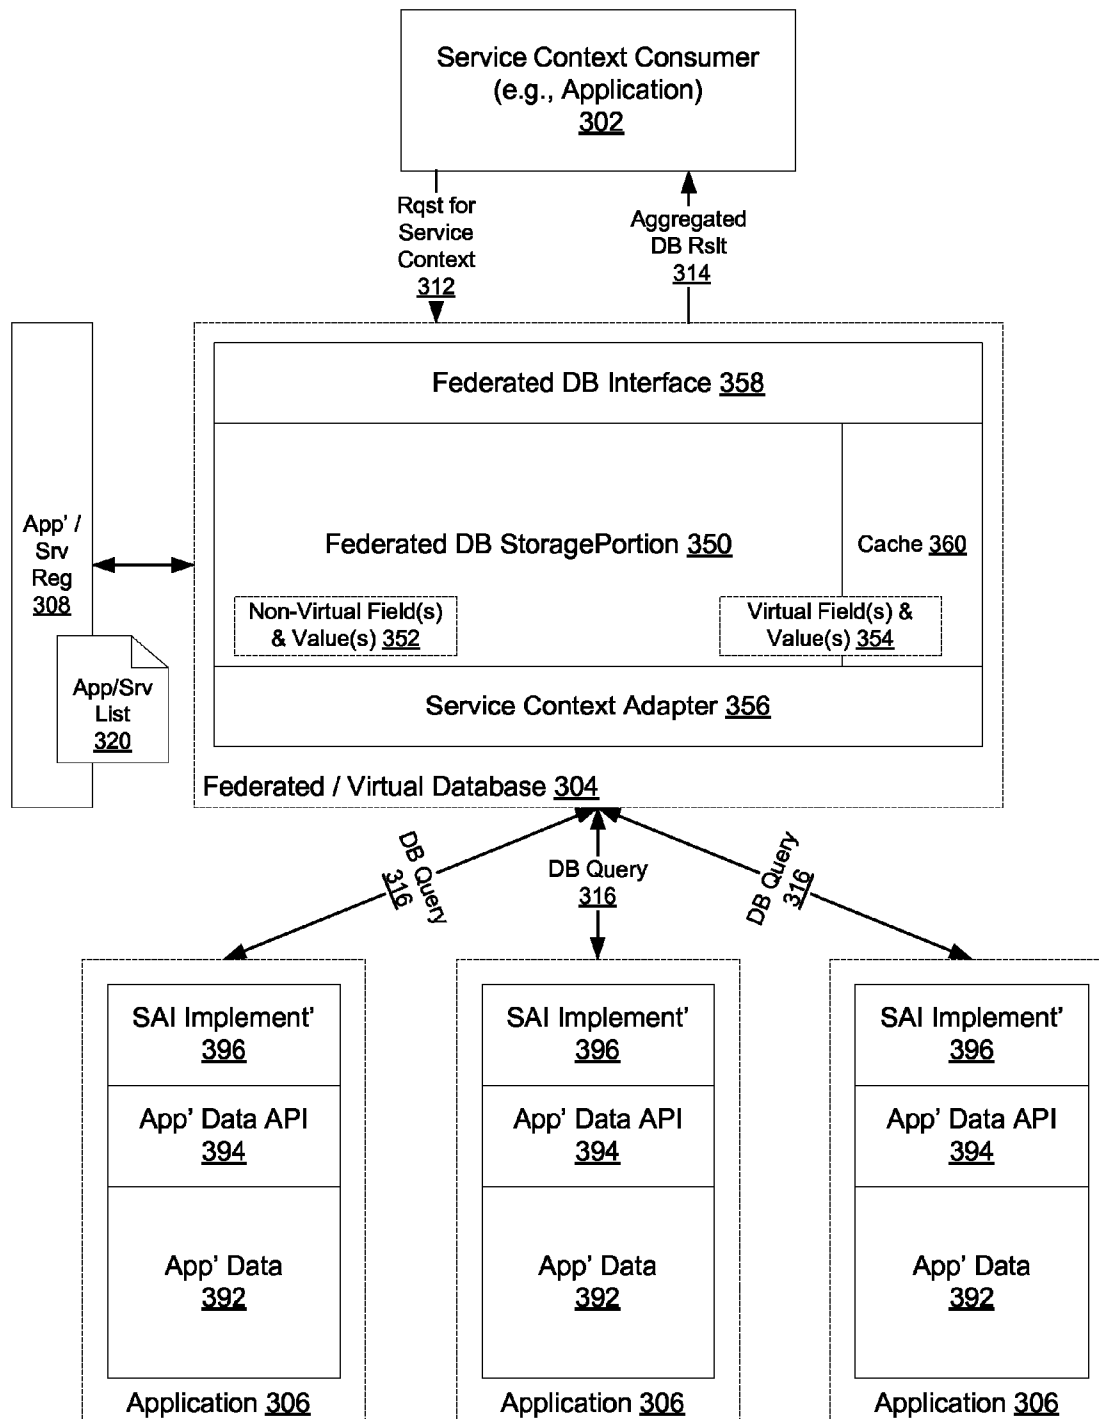 Service Context Consumer
(e.g., Application)
302
Rqst for
Service
Context
312
Aggregated
DB Rslt
314
Federated DB Interface 358
Federated DB StoragePortion 350
Cache 360
Non-Virtual Field(s)
& Value(s) 352
Virtual Field(s) &
Value(s) 354
Service Context Adapter 356
Federated / Virtual Database 304
App' /
Srv
Reg
308
App/Srv
List
320
DB Query
316
DB Query
316
DB Query
316
SAI Implement'
396
App' Data API
394
App' Data
392
Application 306
SAI Implement'
396
App' Data API
394
App' Data
392
Application 306
SAI Implement'
396
App' Data API
394
App' Data
392
Application 306